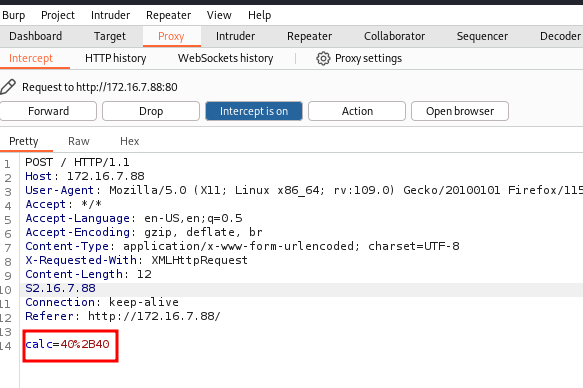 Burp Project Intruder Repeater View Help
Dashboard Target Proxy Intruder Repeater Collaborator Sequencer Decoder
Intercept HTTP history WebSockets history Proxy settings
Request to http://172.16.7.88:80
Forward Drop Intercept is on Action Open browser
Pretty Raw Hex
1 POST / HTTP/1.1
2 Host: 172.16.7.88
3 User-Agent: Mozilla/5.0 (X11; Linux x86_64; rv:109.0) Gecko/20100101 Firefox/115
4 Accept: */*
5 Accept-Language: en-US,en;q=0.5
6 Accept-Encoding: gzip, deflate, br
7 Content-Type: application/x-www-form-urlencoded; charset=UTF-8
8 X-Requested-With: XMLHttpRequest
9 Content-Length: 12
10 S2.16.7.88
11 Connection: keep-alive
12 Referer: http://172.16.7.88/
13
14 calc=40%2B40